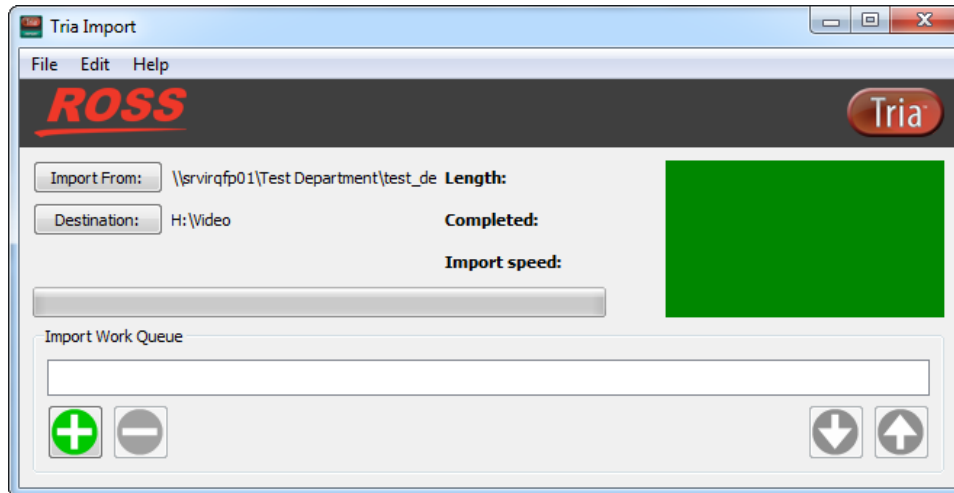 Tria Import
File Edit Help
ROSS Tria™
Import From: \\srvirqfp01\Test Department\test_de Length:
Destination: H:\Video Completed:
Import speed:
Import Work Queue